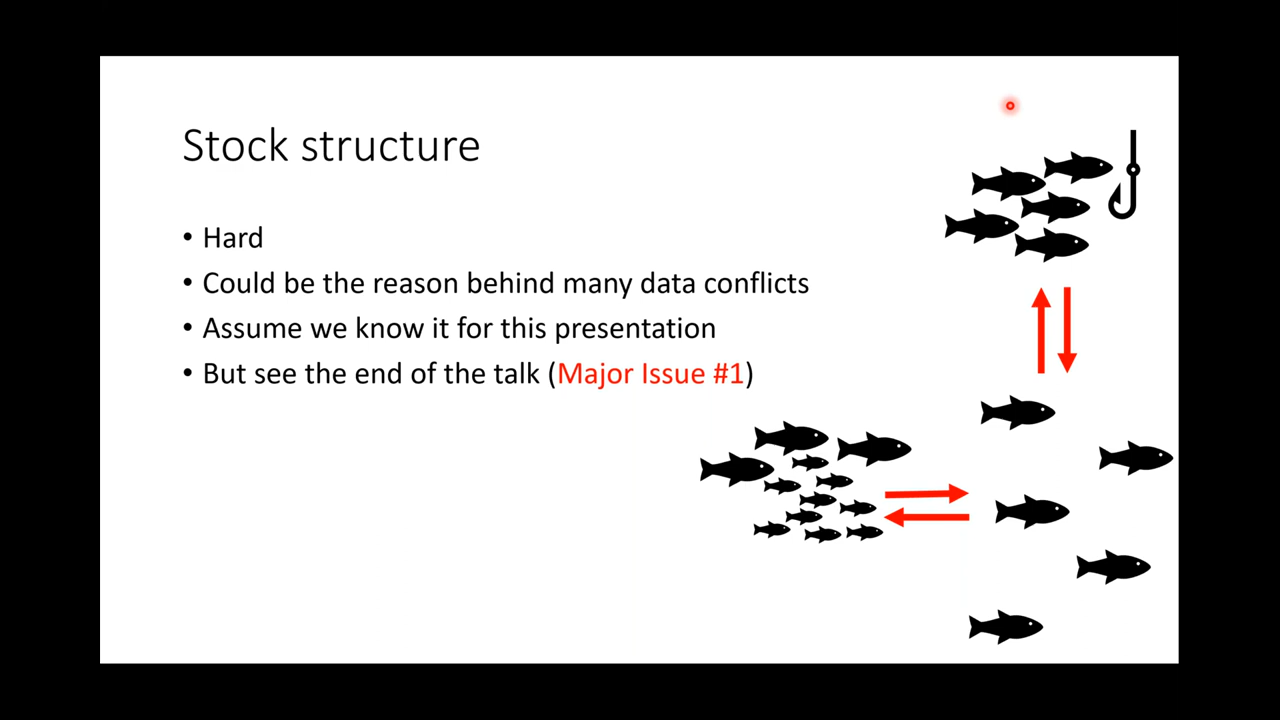 Stock structure
• Hard
• Could be the reason behind many data conflicts
• Assume we know it for this presentation
• But see the end of the talk (Major Issue #1)